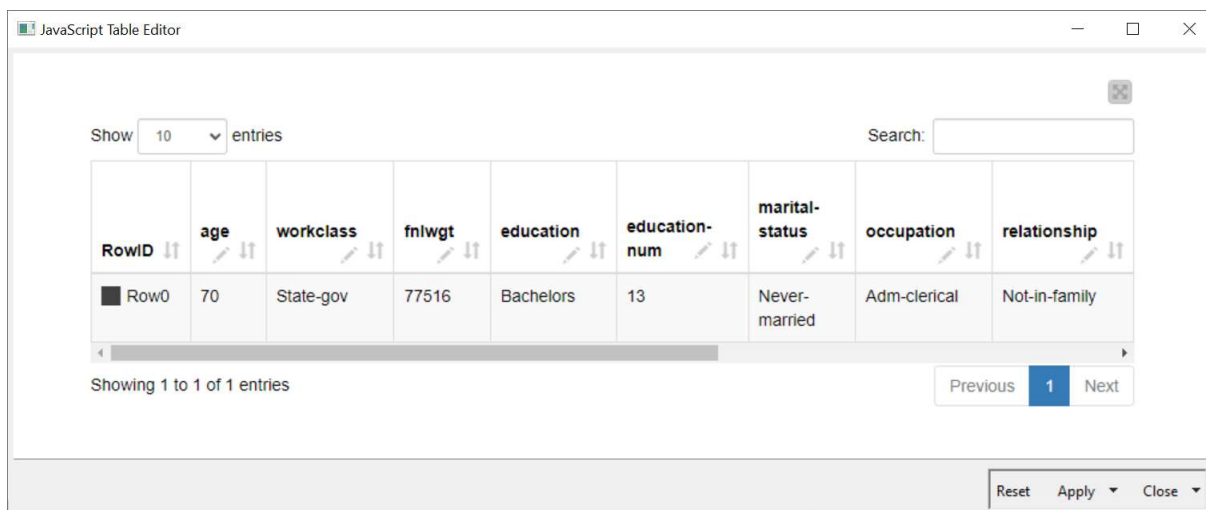 JavaScript Table Editor
Show 10 entries
Search:
RowID age workclass fnlwgt education education-num marital-status occupation relationship
Row0 70 State-gov 77516 Bachelors 13 Never-married Adm-clerical Not-in-family
Showing 1 to 1 of 1 entries
Previous 1 Next
Reset Apply Close